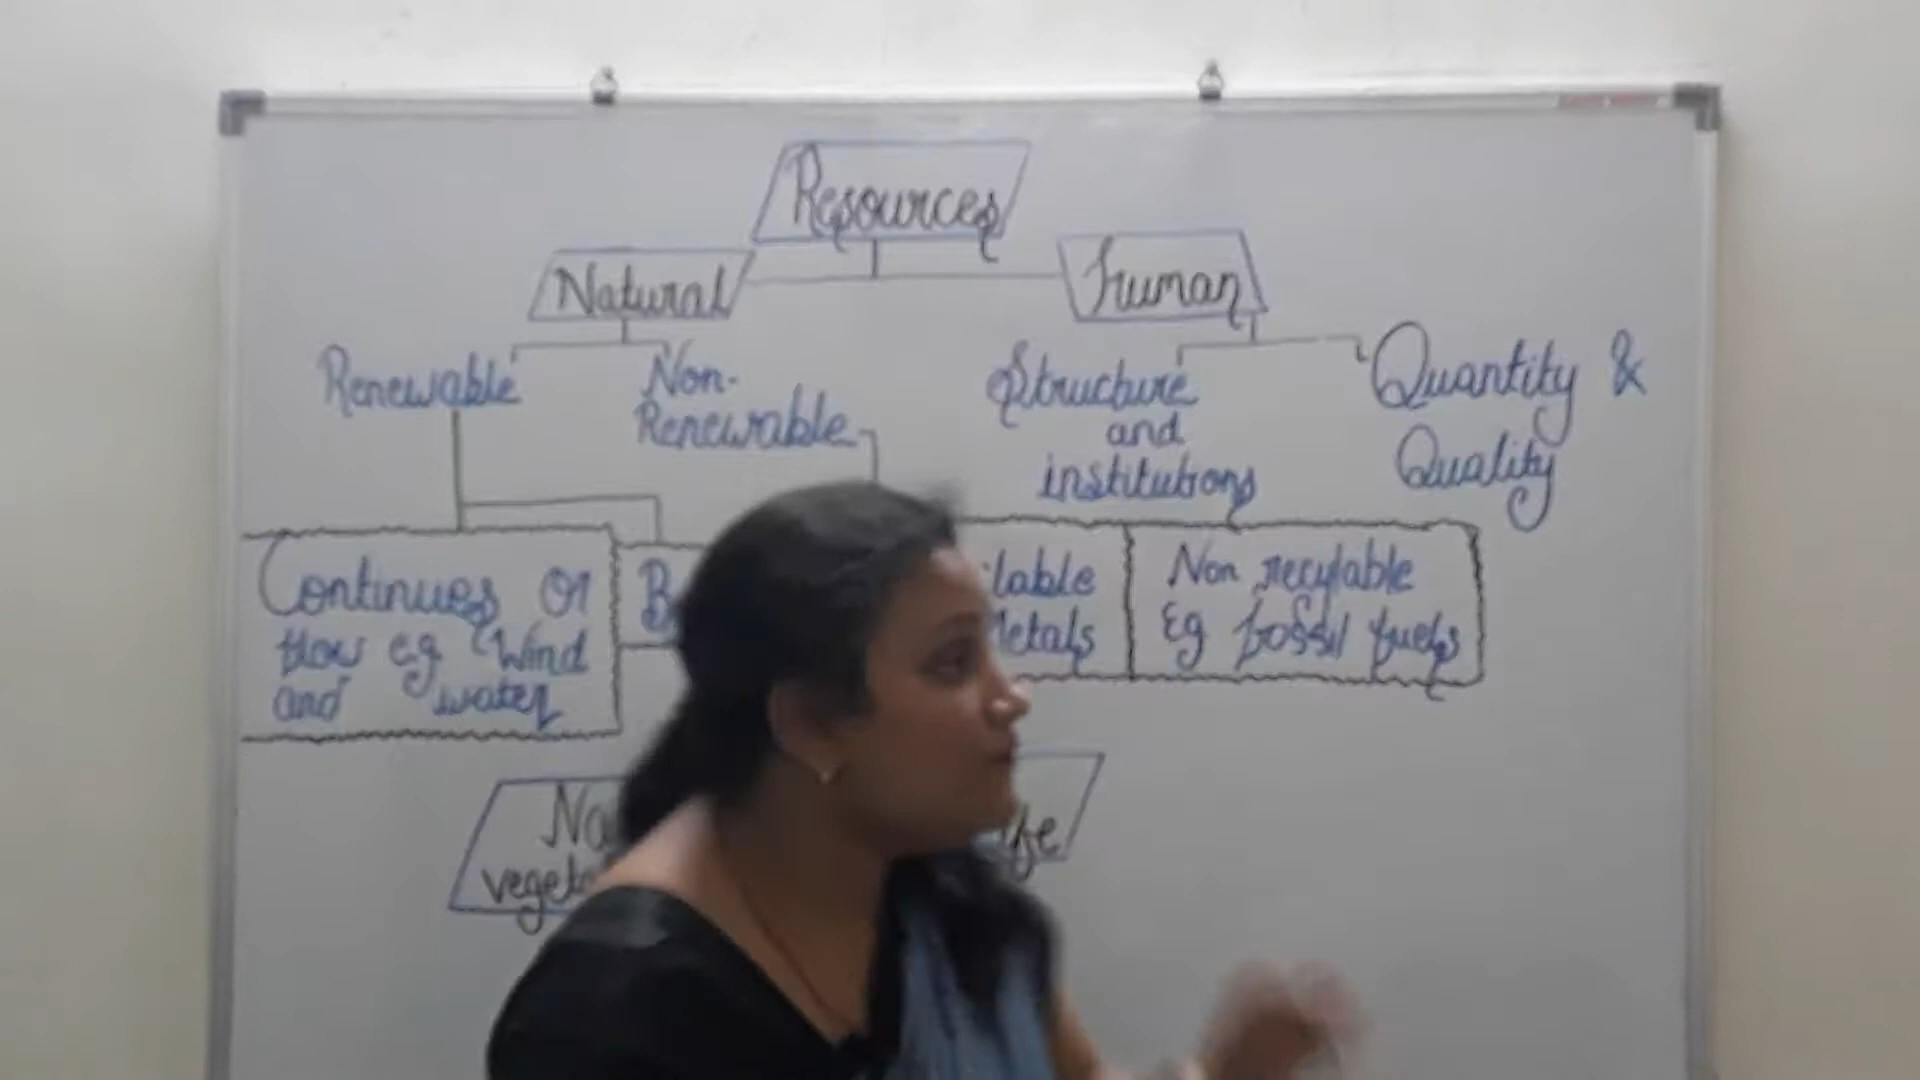 Resources
Natural
Human
Renewable
Non-
Renewable
Structure
and
institutions
Quantity &
Quality
Continues or
flow eg Wind
and water
Non recylable
Eg fossil fuels